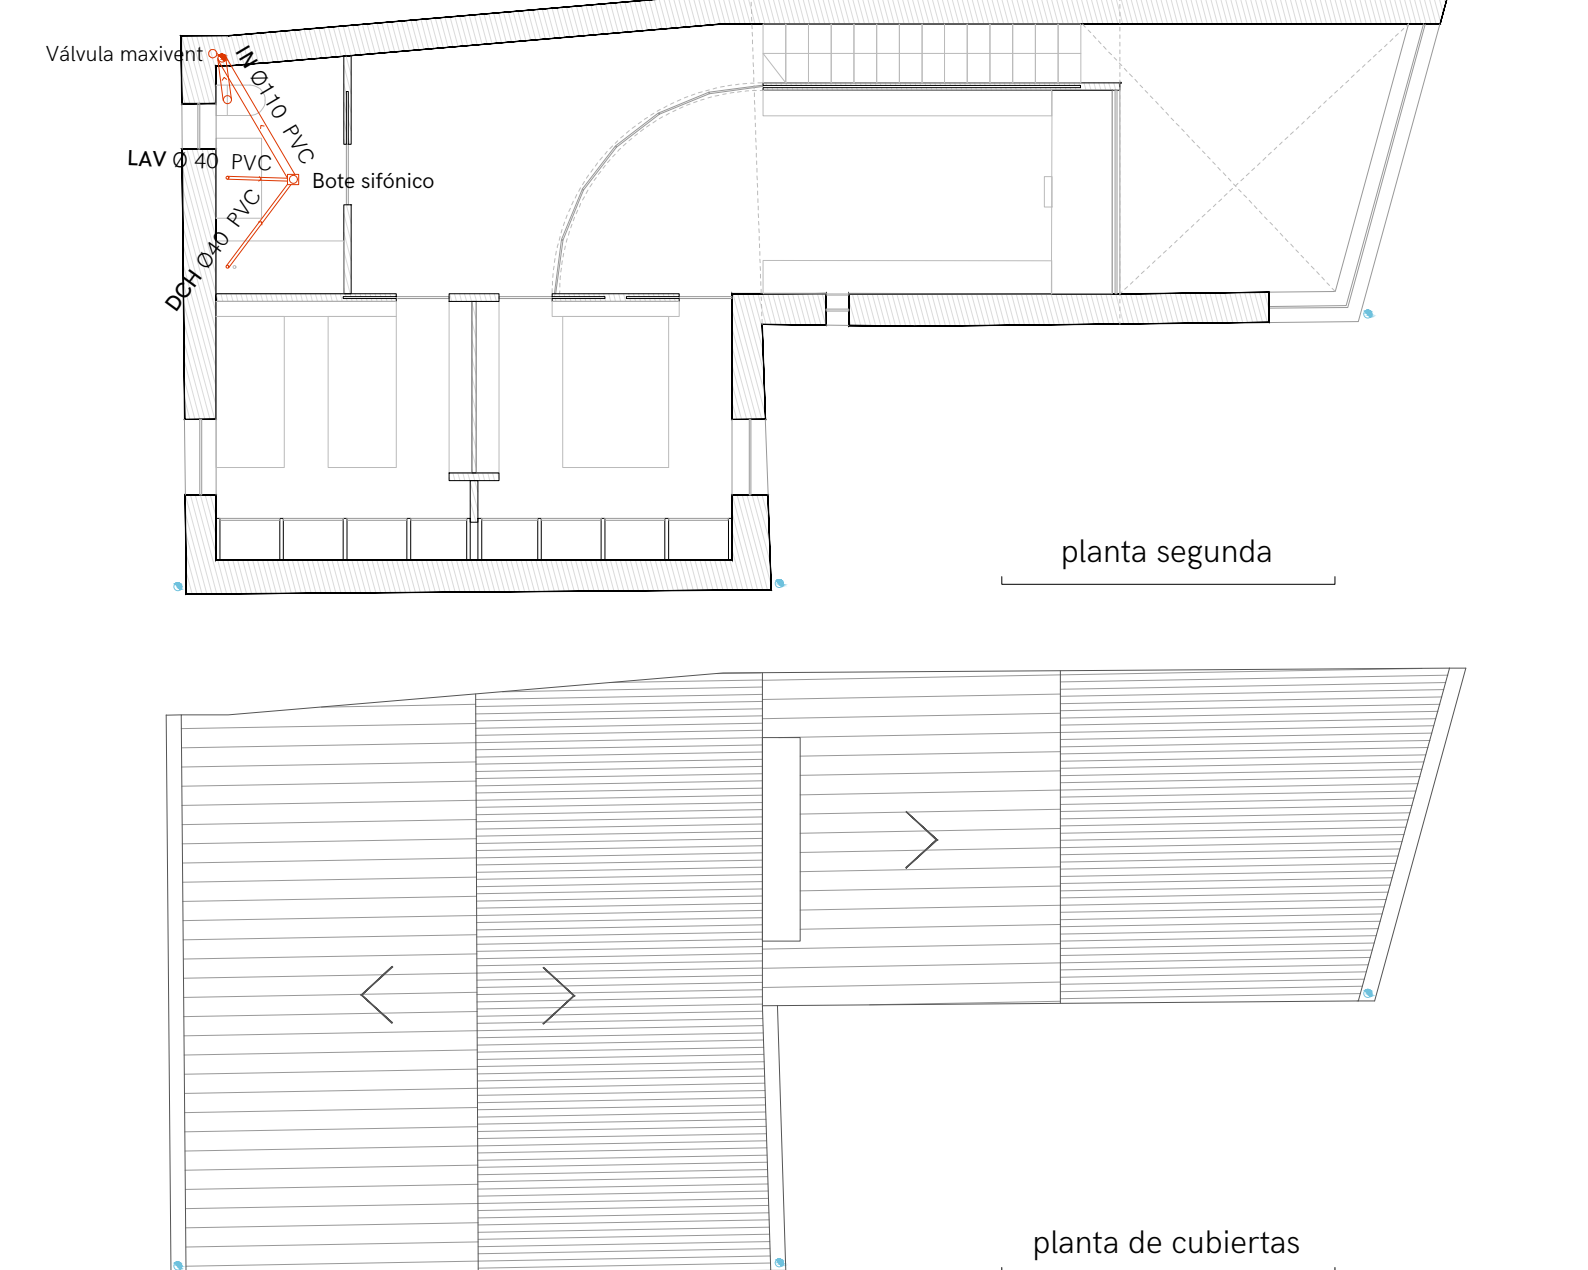 Válvula maxivent
IN Ø110 PVC
LAV Ø 40 PVC
Bote sifónico
DCH Ø40 PVC
planta segunda
planta de cubiertas